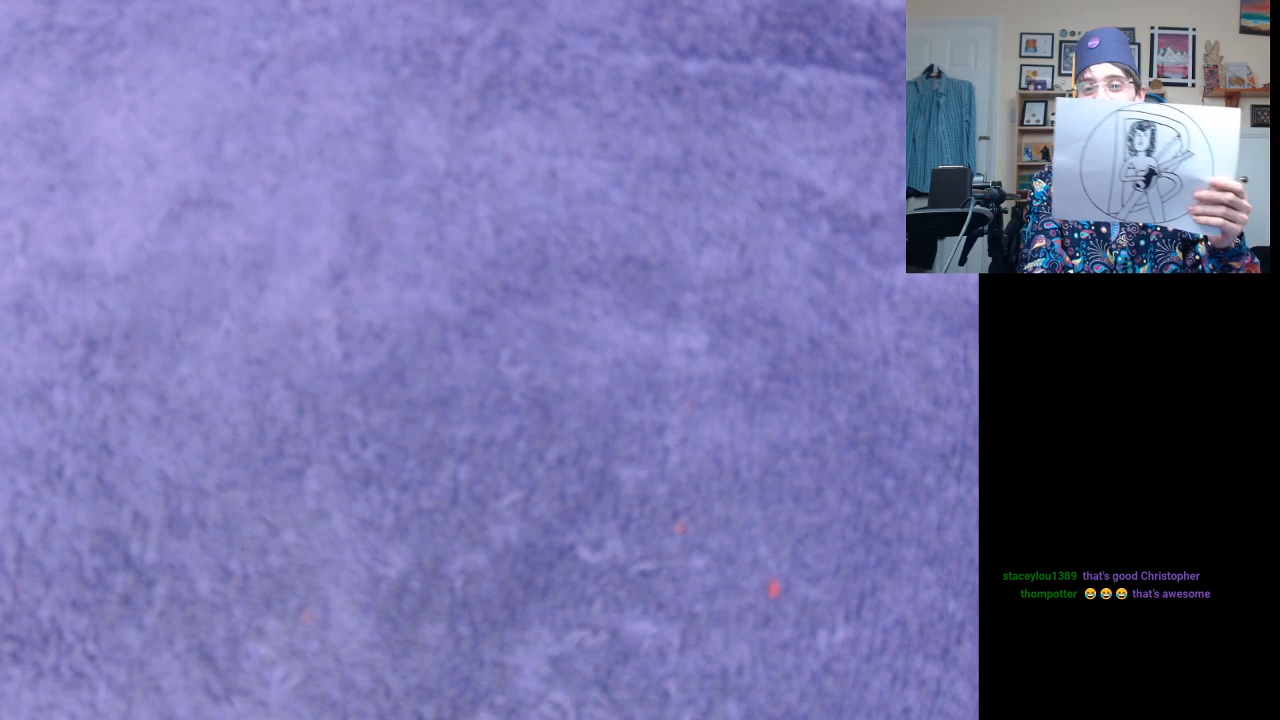 staceylou1389 that's good Christopher
thompotter 😂 😂 😂 that's awesome